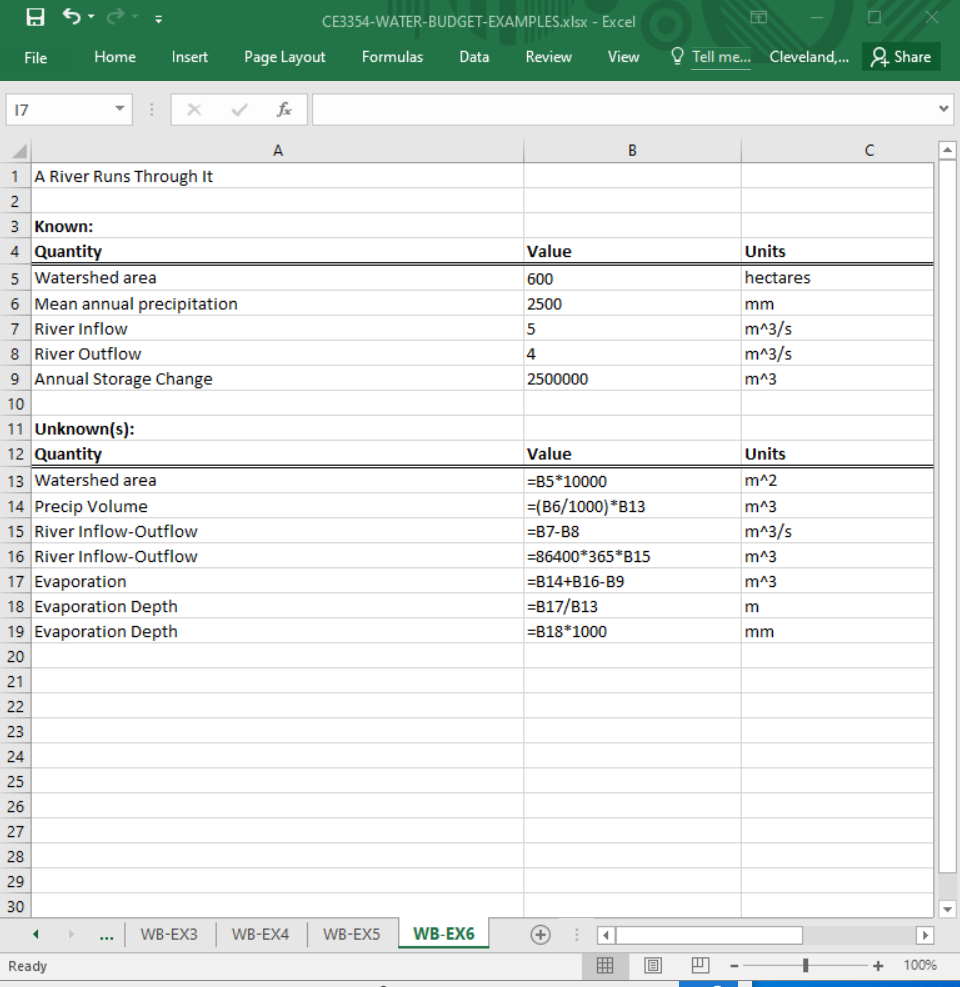 CE3354-WATER-BUDGET-EXAMPLES.xlsx - Excel
File Home Insert Page Layout Formulas Data Review View Tell me... Cleveland,... Share
I7 fx
A B C
1 A River Runs Through It
2
3 Known:
4 Quantity Value Units
5 Watershed area 600 hectares
6 Mean annual precipitation 2500 mm
7 River Inflow 5 m^3/s
8 River Outflow 4 m^3/s
9 Annual Storage Change 2500000 m^3
10
11 Unknown(s):
12 Quantity Value Units
13 Watershed area =B5*10000 m^2
14 Precip Volume =(B6/1000)*B13 m^3
15 River Inflow-Outflow =B7-B8 m^3/s
16 River Inflow-Outflow =86400*365*B15 m^3
17 Evaporation =B14+B16-B9 m^3
18 Evaporation Depth =B17/B13 m
19 Evaporation Depth =B18*1000 mm
20
21
22
23
24
25
26
27
28
29
30
... WB-EX3 WB-EX4 WB-EX5 WB-EX6
Ready 100%